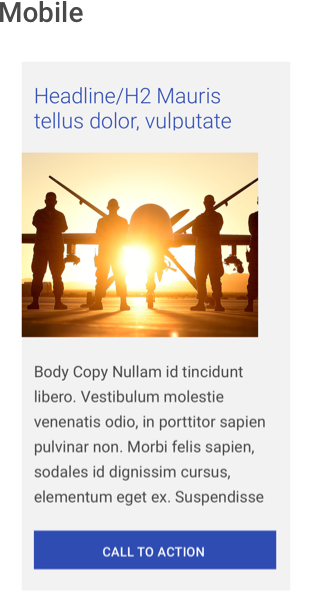 Mobile
Headline/H2 Mauris
tellus dolor, vulputate
Body Copy Nullam id tincidunt
libero. Vestibulum molestie
venenatis odio, in porttitor sapien
pulvinar non. Morbi felis sapien,
sodales id dignissim cursus,
elementum eget ex. Suspendisse
CALL TO ACTION